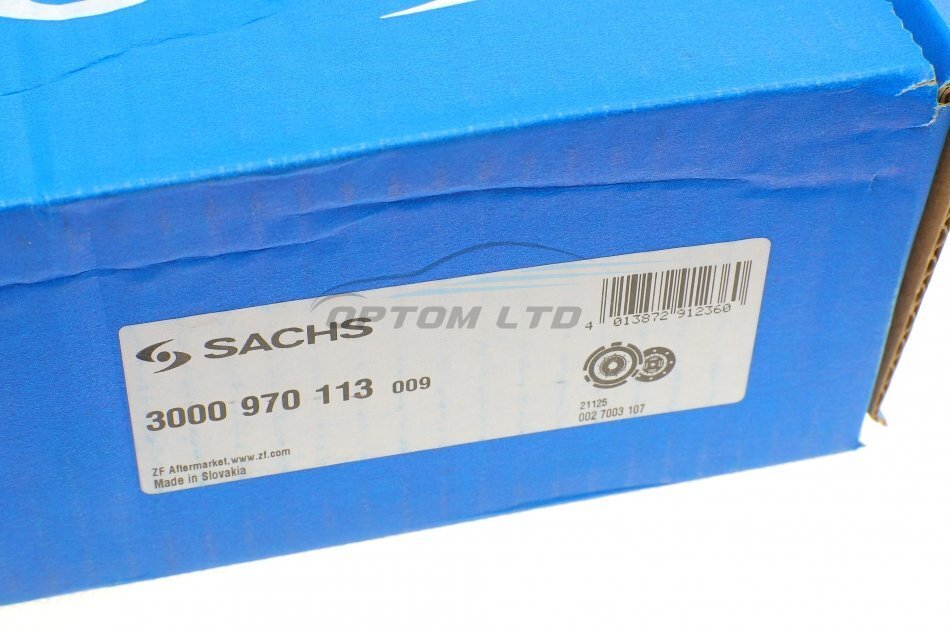 OPTOM LTD
SACHS
4 013872 912360
3000 970 113 009
21125
002 7003 107
ZF Aftermarket, www.zf.com
Made in Slovakia